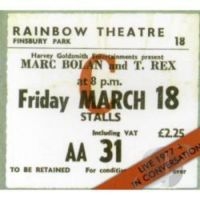 RAINBOW THEATRE
FINSBURY PARK 18
Harvey Goldsmith Entertainments present
MARC BOLAN and T. REX
at 8 p.m.
Friday MARCH 18
STALLS
Including VAT
£2.25
AA 31
TO BE RETAINED
For over
C
LIVE 1977 +
IN CONVERSATION